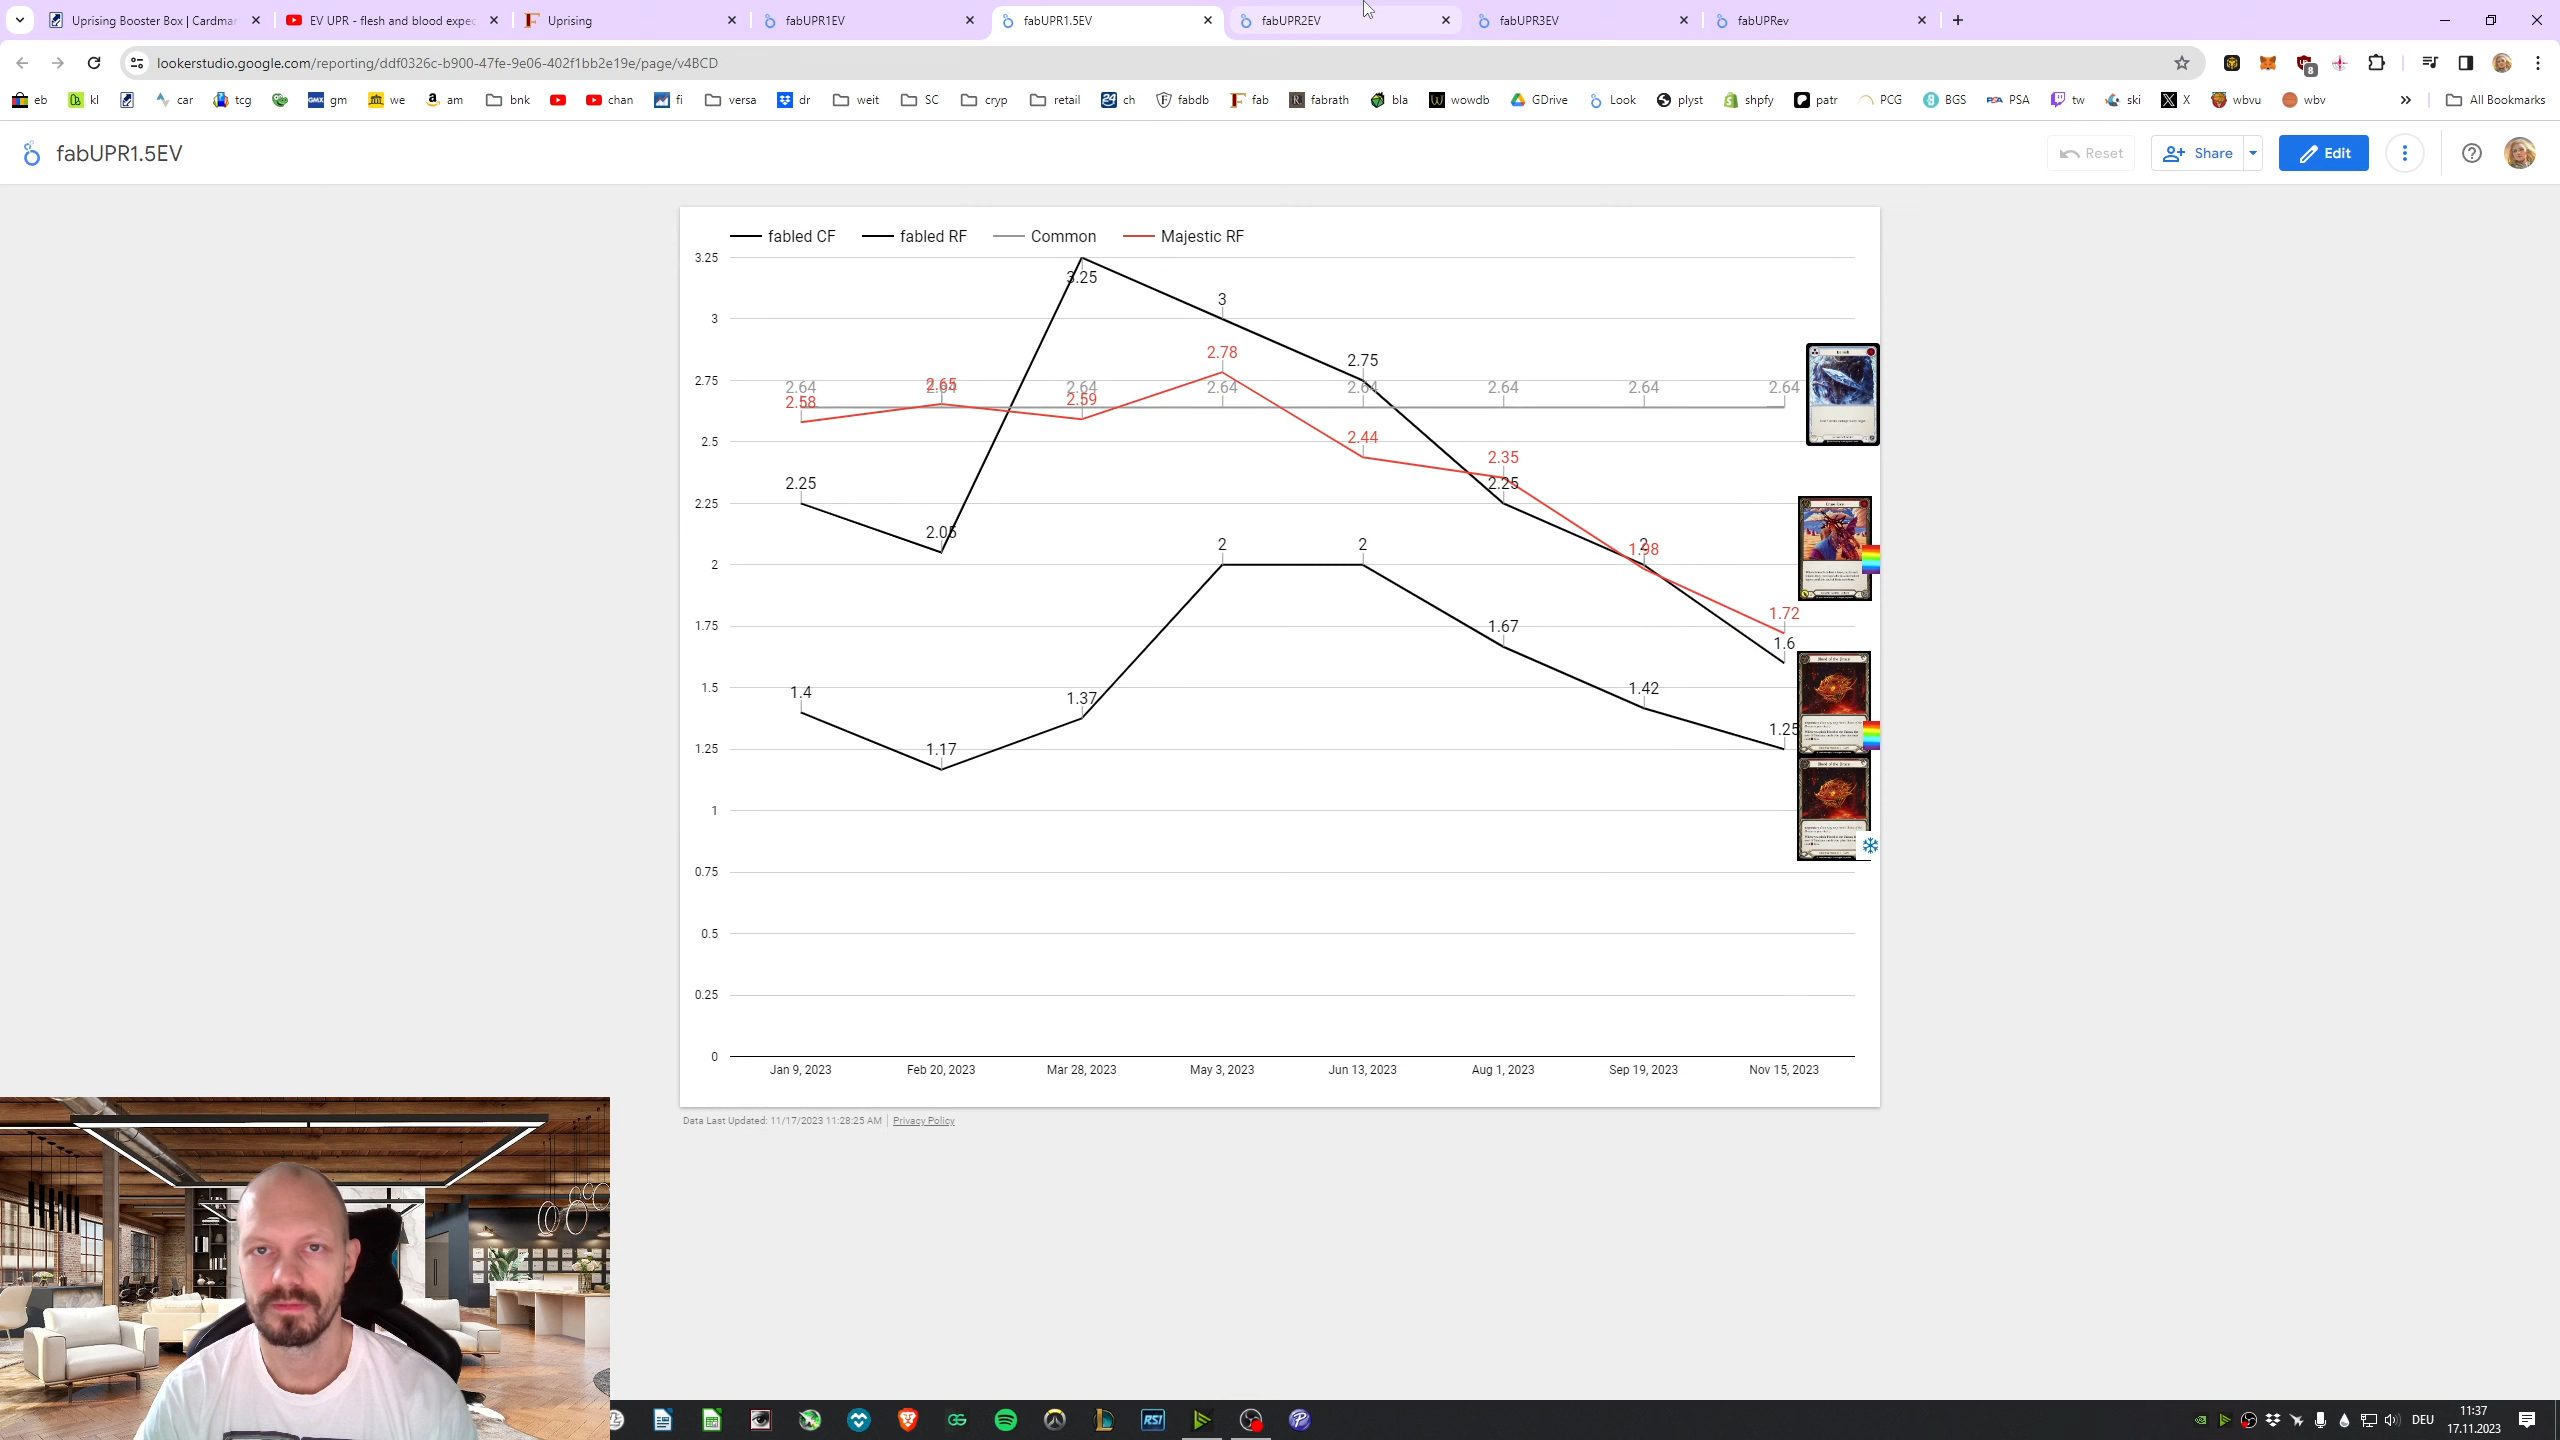 Uprising Booster Box | Cardmar
EV UPR - flesh and blood expec
Uprising
fabUPR1EV
fabUPR1.5EV
fabUPR2EV
fabUPR3EV
fabUPRev
lookerstudio.google.com/reporting/ddf0326c-b900-47fe-9e06-402f1bb2e19e/page/v4BCD
8
eb kl car tcg gm we am bnk chan fi versa dr weit SC cryp retail ch fabdb fab fabrath bla wowdb GDrive Look plyst shpfy patr PCG BGS PSA tw ski X wbvu wbv » All Bookmarks
fabUPR1.5EV
Reset
Share
Edit
fabled CF fabled RF Common Majestic RF
3.25
3.25
3
3
2.78
2.75
2.75
2.64 2.64 2.64 2.64 2.64 2.64 2.64
2.65
2.58
2.59
2.5
2.44
2.35
2.25
2.25
2.25
2.05
2
2 2 2
1.98
1.75
1.72
1.67
1.6
1.5
1.4
1.37
1.42
1.25
1.25
1.17
1
0.75
0.5
0.25
0
Jan 9, 2023 Feb 20, 2023 Mar 28, 2023 May 3, 2023 Jun 13, 2023 Aug 1, 2023 Sep 19, 2023 Nov 15, 2023
Data Last Updated: 11/17/2023 11:28:25 AM Privacy Policy
GS
RSI
DEU
11:37
17.11.2023